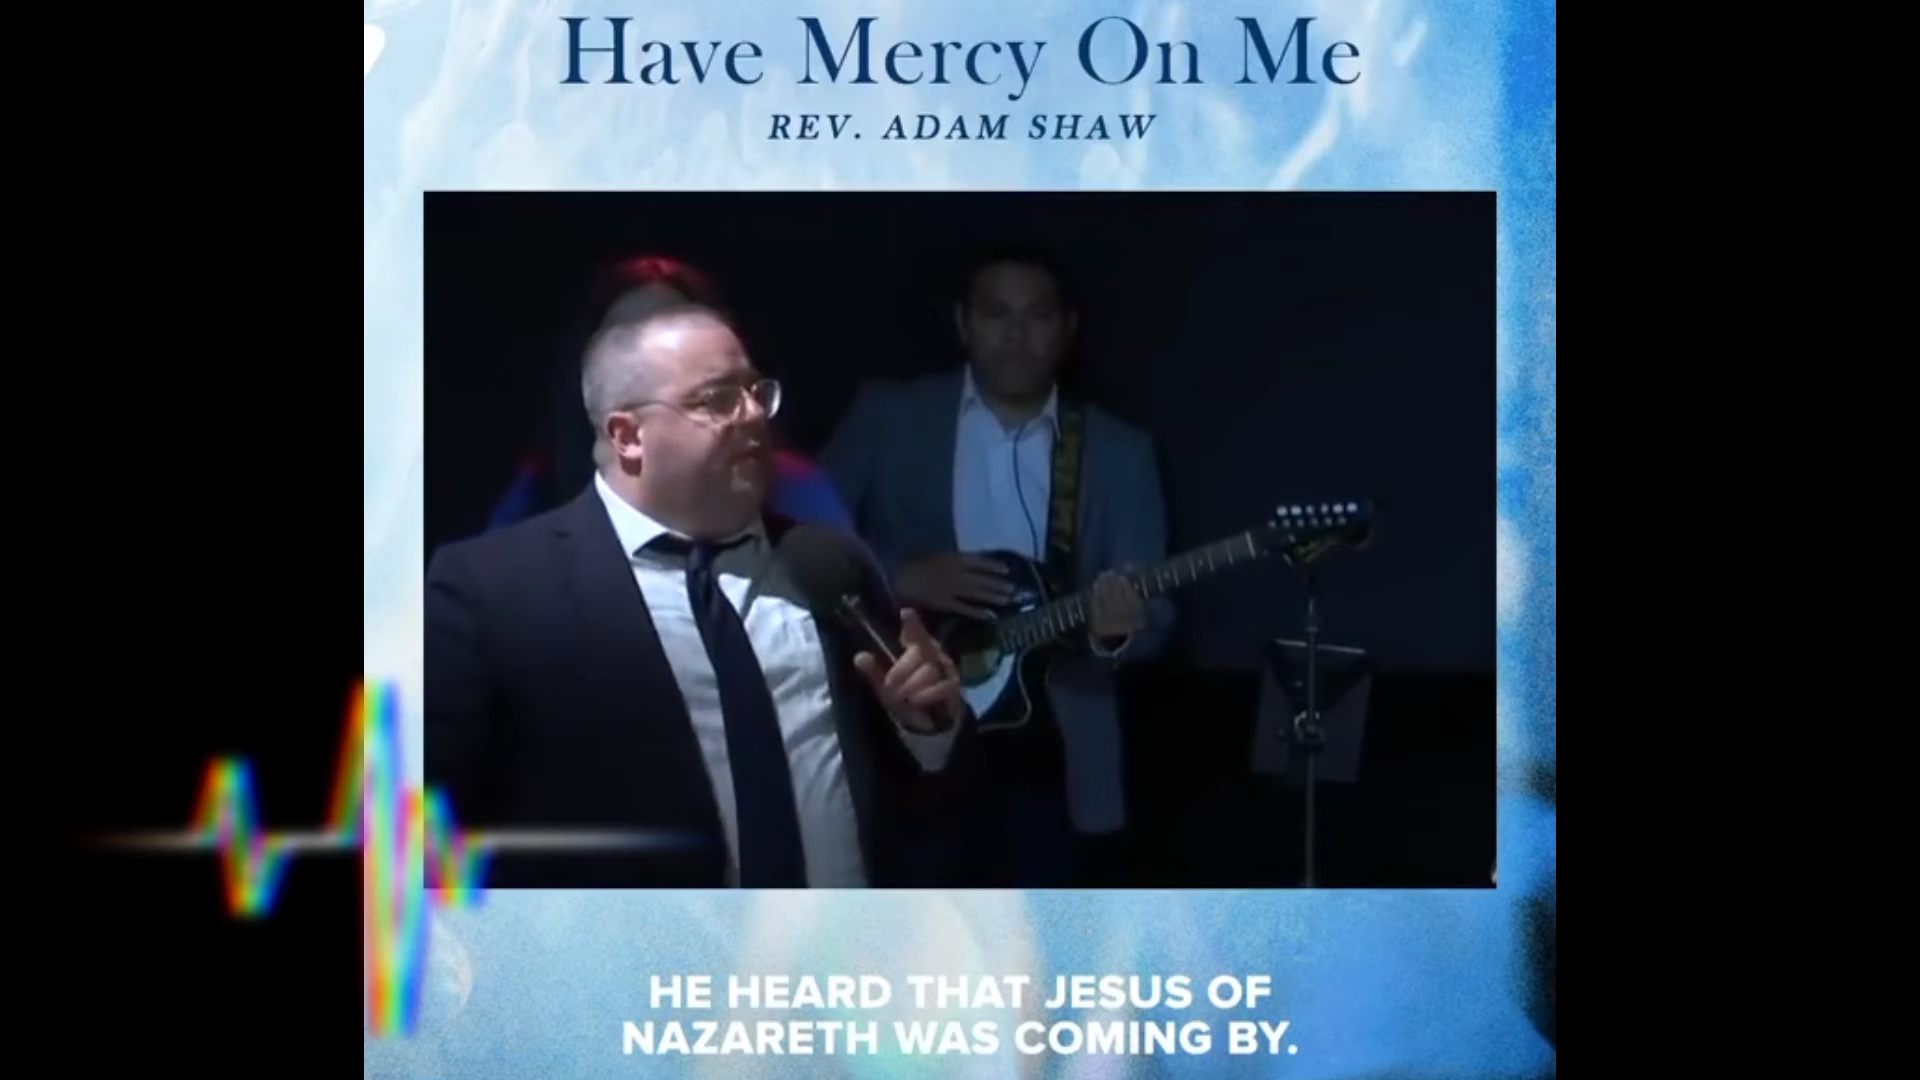 Have Mercy On Me
REV. ADAM SHAW
HE HEARD THAT JESUS OF
NAZARETH WAS COMING BY.